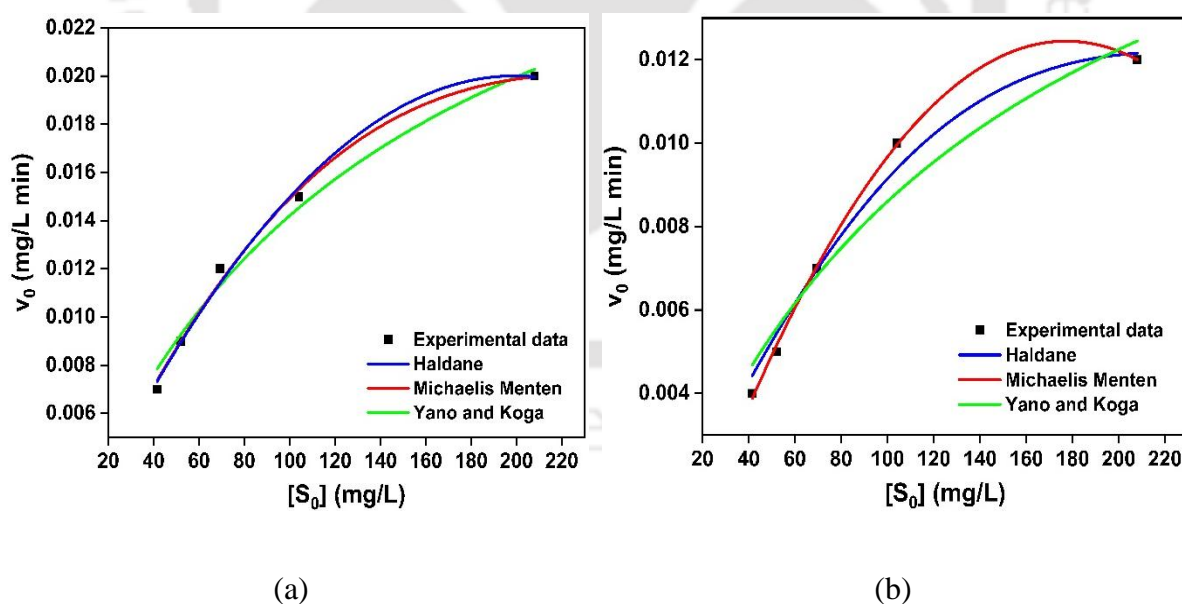 0.022
0.020
0.018
0.016
0.014
0.012
0.010
0.008
0.006
v₀ (mg/L min)
Experimental data
Haldane
Michaelis Menten
Yano and Koga
20 40 60 80 100 120 140 160 180 200 220
[S₀] (mg/L)
(a)
0.012
0.010
0.008
0.006
0.004
v₀ (mg/L min)
Experimental data
Haldane
Michaelis Menten
Yano and Koga
20 40 60 80 100 120 140 160 180 200 220
[S₀] (mg/L)
(b)